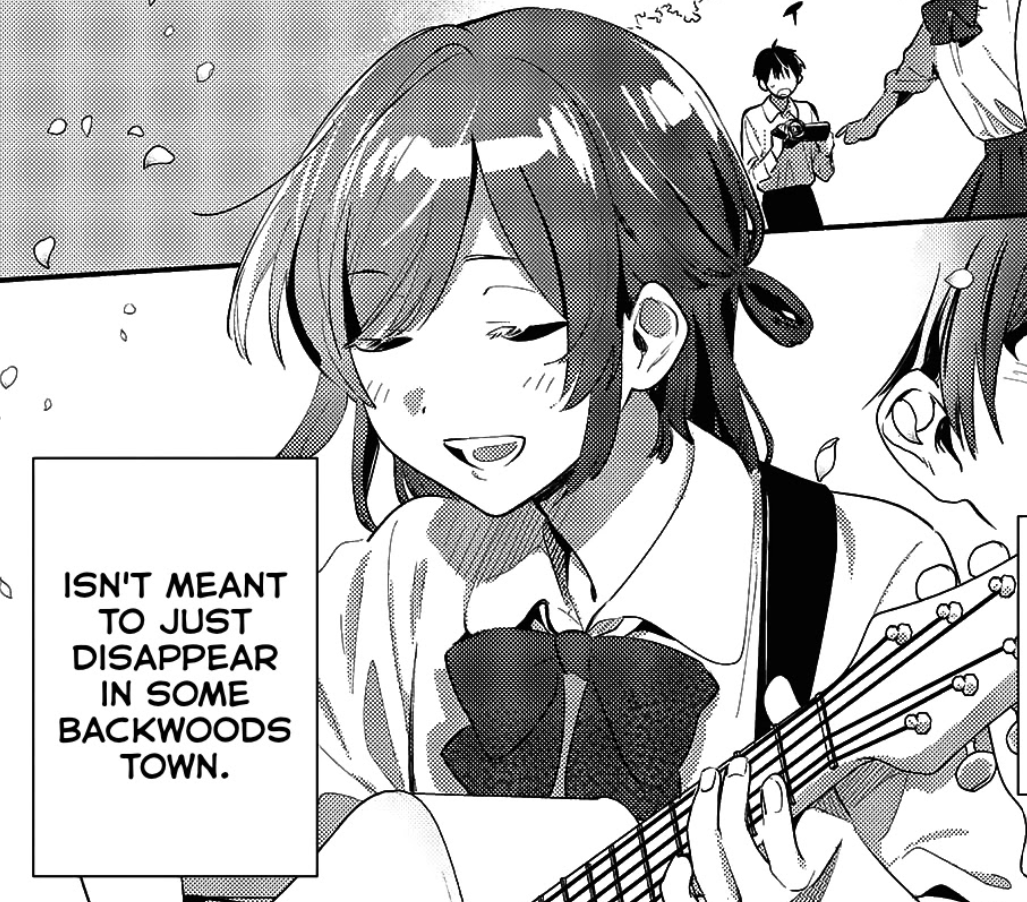 ISN'T MEANT
TO JUST
DISAPPEAR
IN SOME
BACKWOODS
TOWN.